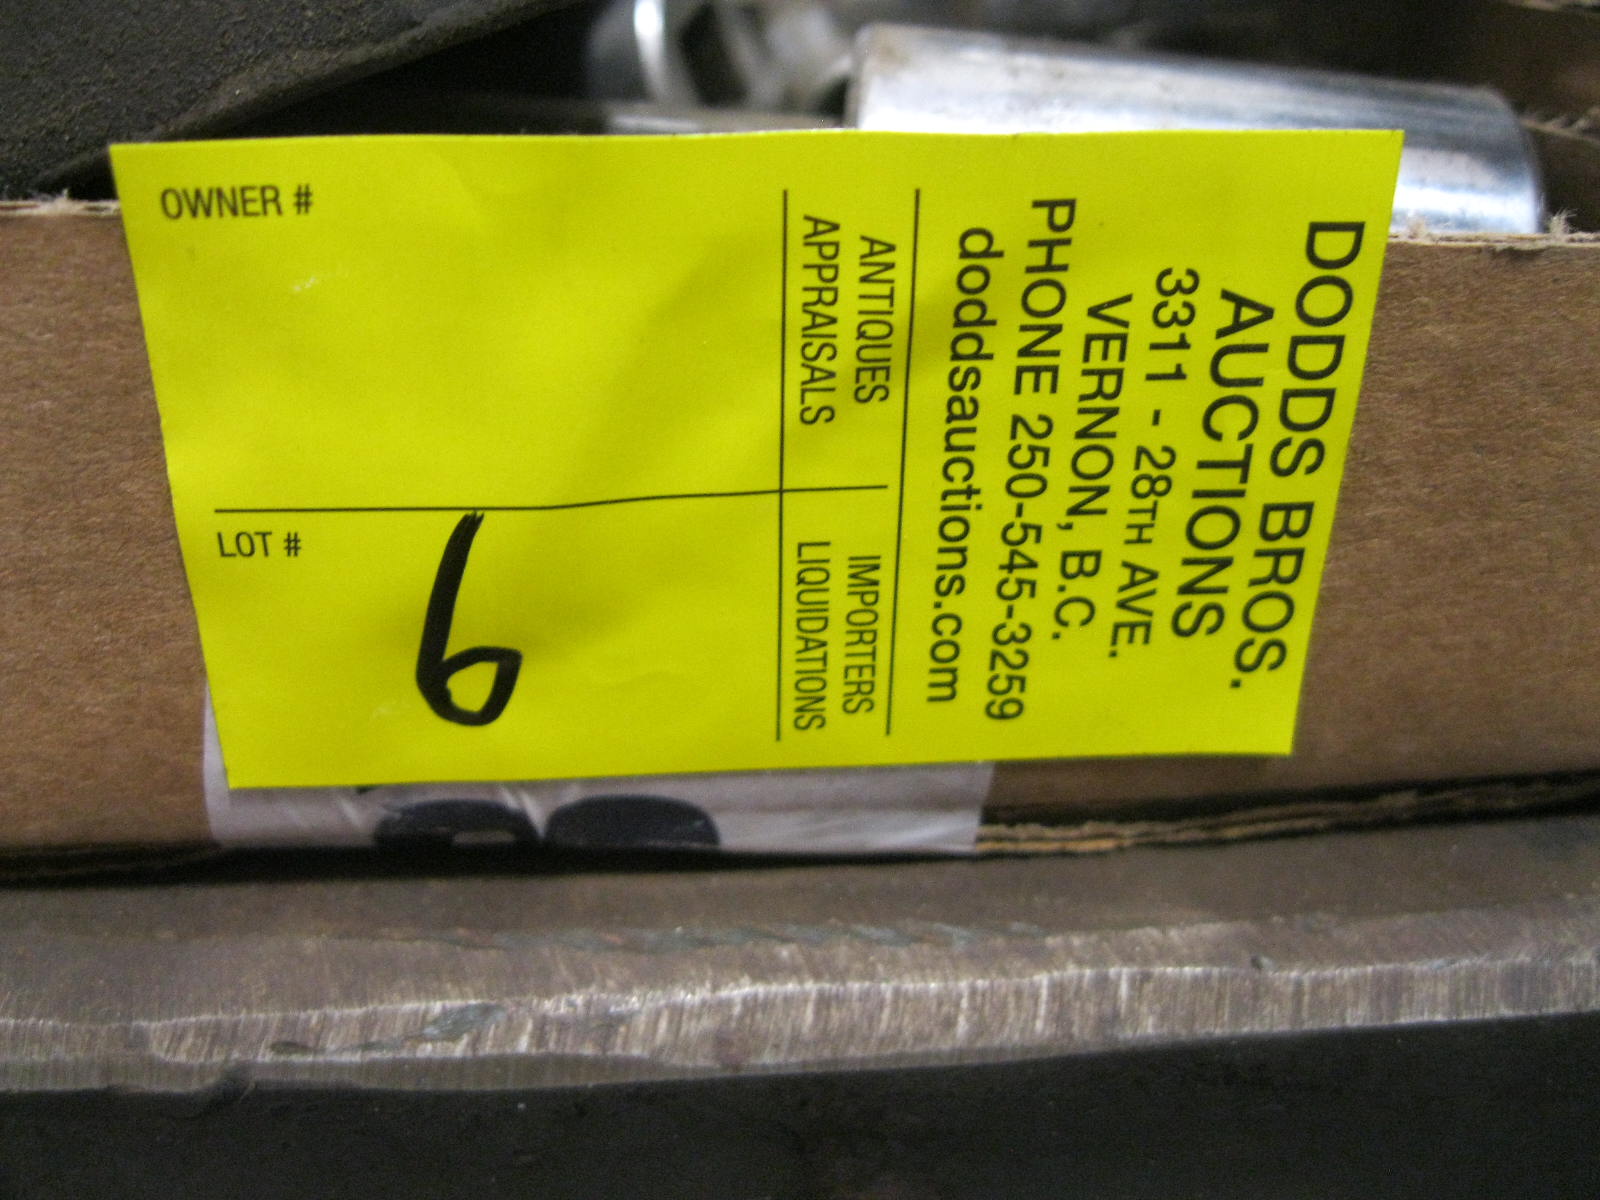 DODDS BROS.
AUCTIONS
3311 - 28TH AVE.
VERNON, B.C.
PHONE 250-545-3259
doddsauctions.com
ANTIQUES
APPRAISALS
IMPORTERS
LIQUIDATIONS
OWNER #
LOT #
6